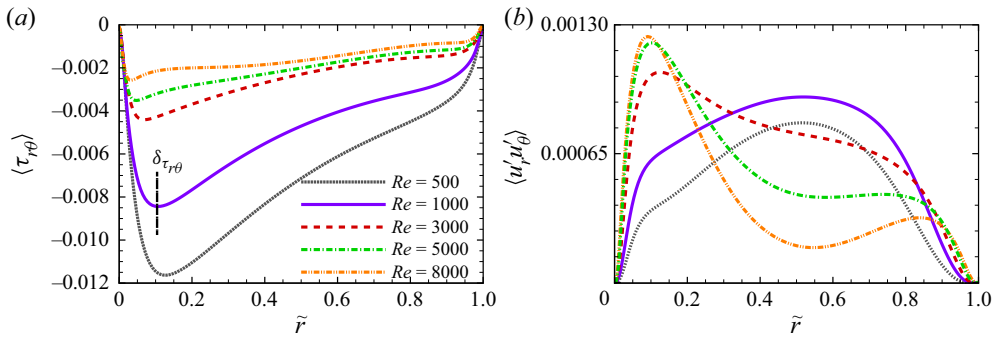 (a)
⟨τrθ⟩
0
–0.002
–0.004
–0.006
–0.008
–0.010
–0.012
δτrθ
Re = 500
Re = 1000
Re = 3000
Re = 5000
Re = 8000
0 0.2 0.4 0.6 0.8 1.0
r̃
(b)
⟨u′ru′θ⟩
0.00130
0.00065
0 0.2 0.4 0.6 0.8 1.0
r̃